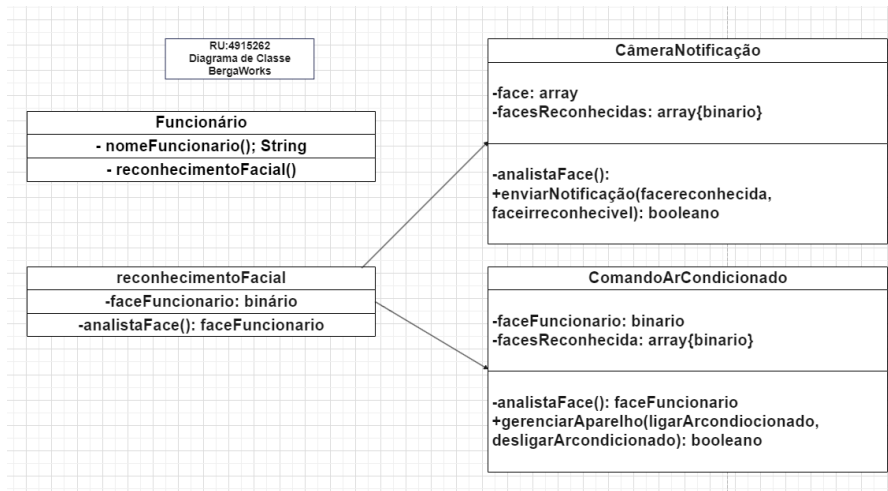 RU:4915262
Diagrama de Classe
BergaWorks
Funcionário
- nomeFuncionario(); String
- reconhecimentoFacial()
reconhecimentoFacial
-faceFuncionario: binário
-analistaFace(): faceFuncionario
CâmeraNotificação
-face: array
-facesReconhecidas: array{binario}
-analistaFace():
+enviarNotificação(facereconhecida,
faceirreconhecivel): booleano
ComandoArCondicionado
-faceFuncionario: binario
-facesReconhecida: array{binario}
-analistaFace(): faceFuncionario
+gerenciarAparelho(ligarArcondiocionado,
desligarArcondicionado): booleano